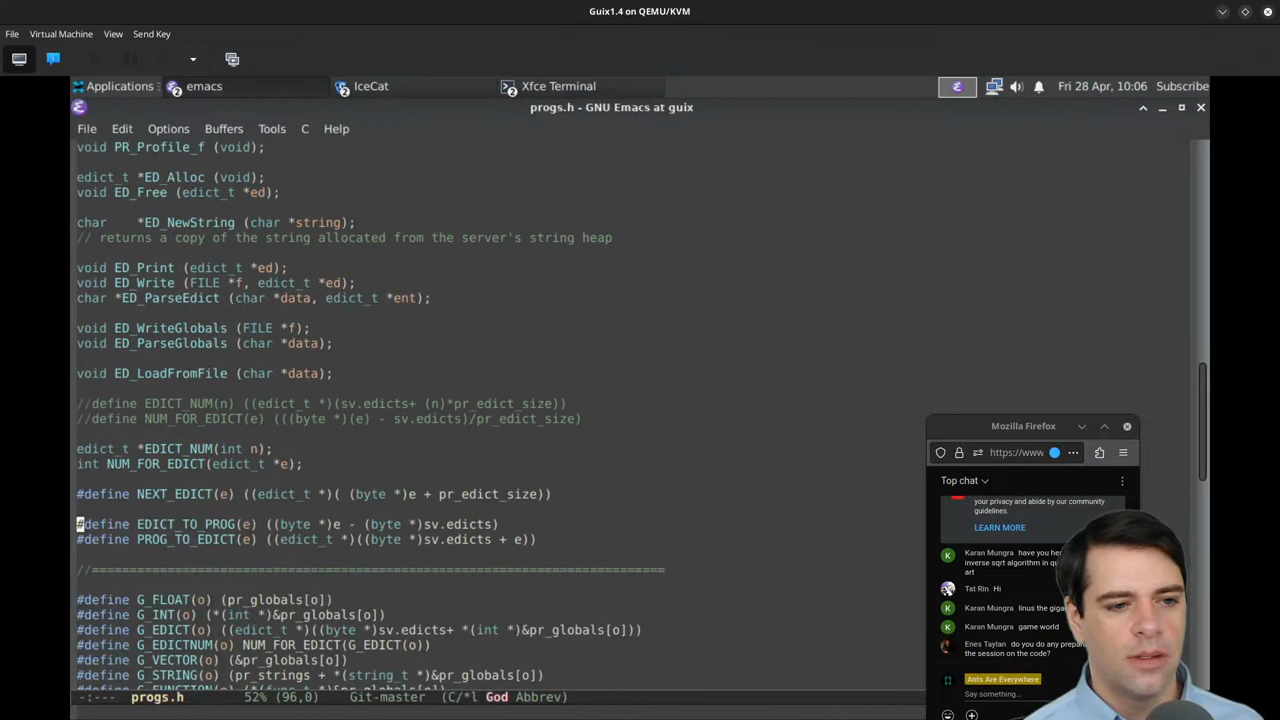 Guix1.4 on QEMU/KVM
File Virtual Machine View Send Key
Applications emacs IceCat Xfce Terminal Fri 28 Apr, 10:06 Subscribe
progs.h - GNU Emacs at guix
File Edit Options Buffers Tools C Help
void PR_Profile_f (void);
edict_t *ED_Alloc (void);
void ED_Free (edict_t *ed);
char *ED_NewString (char *string);
// returns a copy of the string allocated from the server's string heap
void ED_Print (edict_t *ed);
void ED_Write (FILE *f, edict_t *ed);
char *ED_ParseEdict (char *data, edict_t *ent);
void ED_WriteGlobals (FILE *f);
void ED_ParseGlobals (char *data);
void ED_LoadFromFile (char *data);
//define EDICT_NUM(n) ((edict_t *)(sv.edicts+ (n)*pr_edict_size))
//define NUM_FOR_EDICT(e) (((byte *)(e) - sv.edicts)/pr_edict_size)
edict_t *EDICT_NUM(int n);
int NUM_FOR_EDICT(edict_t *e);
#define NEXT_EDICT(e) ((edict_t *)( (byte *)e + pr_edict_size))
#define EDICT_TO_PROG(e) ((byte *)e - (byte *)sv.edicts)
#define PROG_TO_EDICT(e) ((edict_t *)((byte *)sv.edicts + e))
//=============================================================================
#define G_FLOAT(o) (pr_globals[o])
#define G_INT(o) (*(int *)&pr_globals[o])
#define G_EDICT(o) ((edict_t *)((byte *)sv.edicts+ *(int *)&pr_globals[o]))
#define G_EDICTNUM(o) NUM_FOR_EDICT(G_EDICT(o))
#define G_VECTOR(o) (&pr_globals[o])
#define G_STRING(o) (pr_strings + *(string_t *)&pr_globals[o])
-:--- progs.h 52% (96,0) Git-master (C/*l God Abbrev)
Mozilla Firefox
https://www
Top chat
your privacy and abide by our community
guidelines.
LEARN MORE
Karan Mungra have you
inverse sqrt algorithm in
art
Tat Rin Hi
Karan Mungra linus the
Karan Mungra game world
Enes Taylan do you do any
the session on the code?
Ants Are Everywhere
Say something...